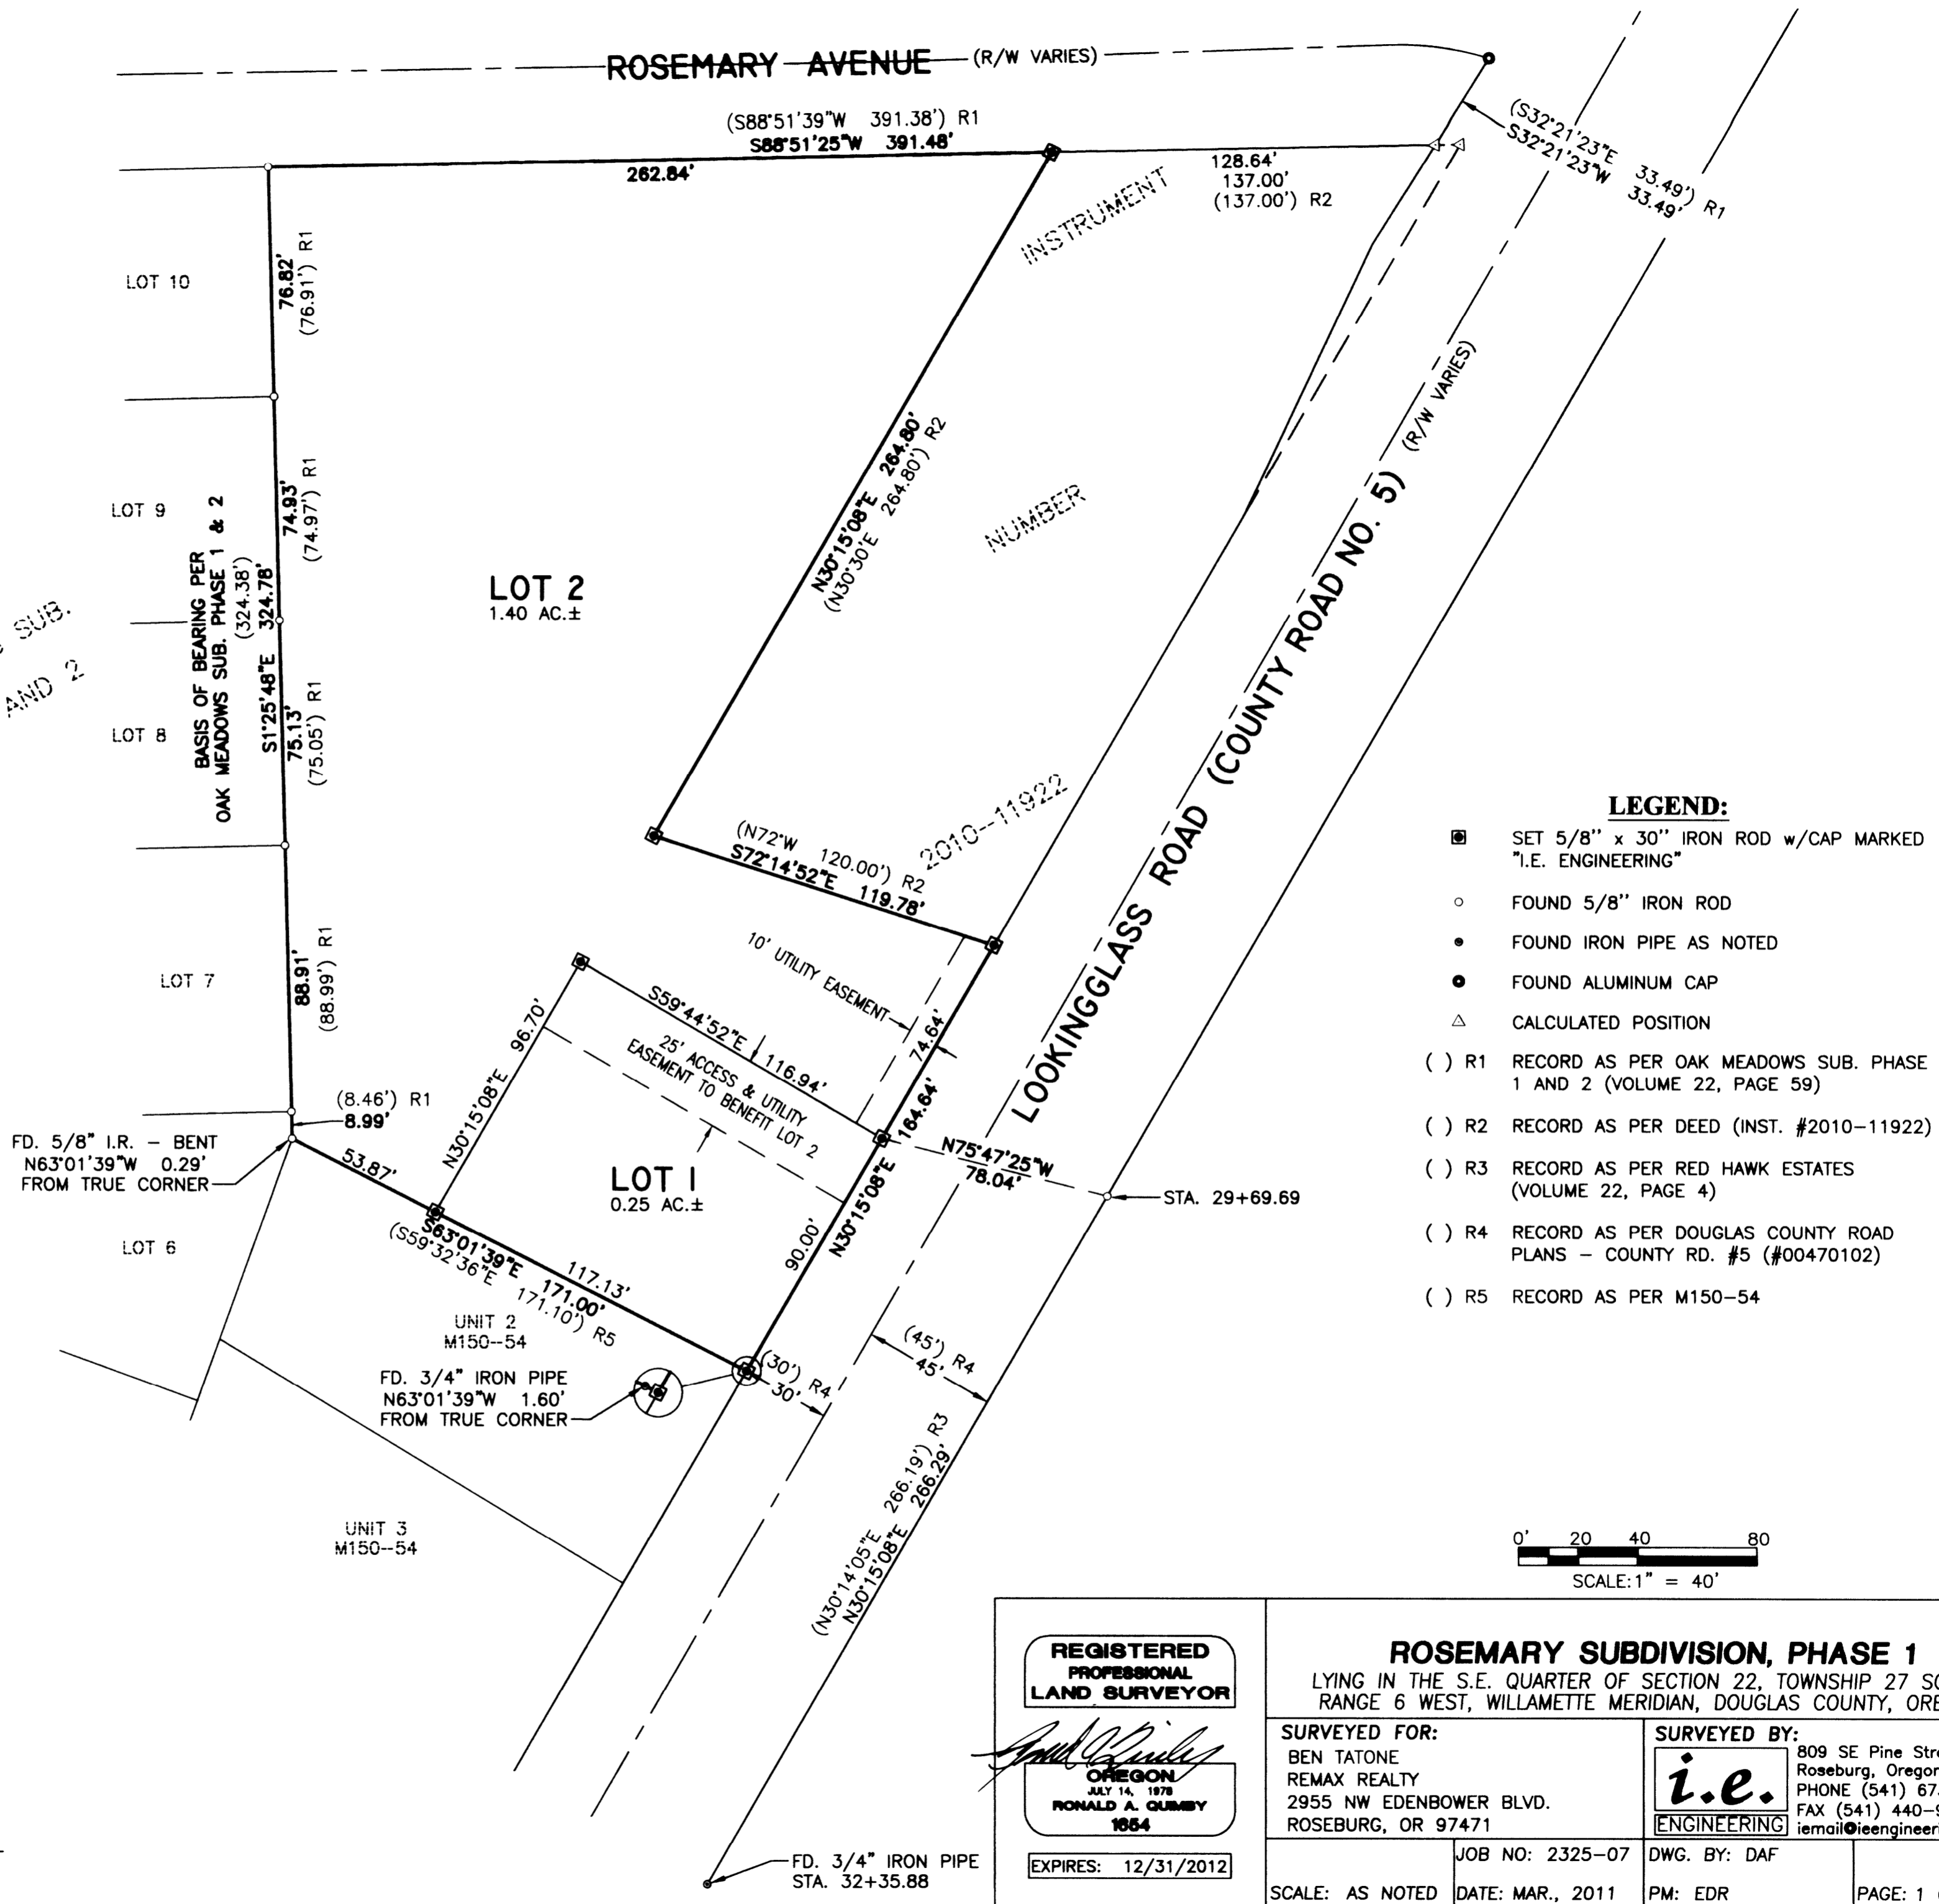 ROSEMARY AVENUE (R/W VARIES)
(S88°51'39"W 391.38') R1
S88°51'25"W 391.48'
262.84'
128.64'
137.00'
(137.00') R2
(S32°21'23"E 33.49') R1
S32°21'23"W 33.49'
INSTRUMENT
NUMBER
2010--11922
LOT 10
76.82'
(76.91') R1
LOT 9
74.93'
(74.97') R1
BASIS OF BEARING PER
OAK MEADOWS SUB. PHASE 1 & 2
(324.38')
S1°25'48"E 324.78'
SUB.
AND 2
LOT 8
75.13'
(75.05') R1
LOT 7
88.91'
(88.99') R1
LOT 2
1.40 AC.±
N30°15'08"E 264.80'
(N30°30'E 264.80') R2
(N72°W 120.00') R2
S72°14'52"E 119.78'
LOOKINGGLASS ROAD (COUNTY ROAD NO. 5) (R/W VARIES)
10' UTILITY EASEMENT
74.64'
164.64'
N30°15'08"E
90.00'
S59°44'52"E 116.94'
25' ACCESS & UTILITY
EASEMENT TO BENEFIT LOT 2
96.70'
N30°15'08"E
LOT 1
0.25 AC.±
(8.46') R1
8.99'
FD. 5/8" I.R. – BENT
N63°01'39"W 0.29'
FROM TRUE CORNER
53.87'
LOT 6
117.13'
S63°01'39"E 171.00'
(S59°32'36"E 171.10') R5
UNIT 2
M150--54
FD. 3/4" IRON PIPE
N63°01'39"W 1.60'
FROM TRUE CORNER
UNIT 3
M150--54
N75°47'25"W
78.04'
STA. 29+69.69
(30') R4
30'
(45') R4
45'
(N30°14'05"E 266.19') R3
N30°15'08"E 266.29'
FD. 3/4" IRON PIPE
STA. 32+35.88
LEGEND:
SET 5/8'' x 30'' IRON ROD w/CAP MARKED
"I.E. ENGINEERING"
FOUND 5/8'' IRON ROD
FOUND IRON PIPE AS NOTED
FOUND ALUMINUM CAP
CALCULATED POSITION
( ) R1 RECORD AS PER OAK MEADOWS SUB. PHASE
1 AND 2 (VOLUME 22, PAGE 59)
( ) R2 RECORD AS PER DEED (INST. #2010–11922)
( ) R3 RECORD AS PER RED HAWK ESTATES
(VOLUME 22, PAGE 4)
( ) R4 RECORD AS PER DOUGLAS COUNTY ROAD
PLANS – COUNTY RD. #5 (#00470102)
( ) R5 RECORD AS PER M150–54
0' 20 40 80
SCALE:1" = 40'
REGISTERED
PROFESSIONAL
LAND SURVEYOR
OREGON
JULY 14, 1978
RONALD A. QUIMBY
1654
EXPIRES: 12/31/2012
ROSEMARY SUBDIVISION, PHASE 1
LYING IN THE S.E. QUARTER OF SECTION 22, TOWNSHIP 27
RANGE 6 WEST, WILLAMETTE MERIDIAN, DOUGLAS COUNTY,
SURVEYED FOR:
BEN TATONE
REMAX REALTY
2955 NW EDENBOWER BLVD.
ROSEBURG, OR 97471
SURVEYED BY:
i.e.
ENGINEERING
809 SE Pine
Roseburg, Oregon
PHONE (541)
FAX (541)
JOB NO: 2325–07
DWG. BY: DAF
SCALE: AS NOTED
DATE: MAR., 2011
PM: EDR
PAGE: 1